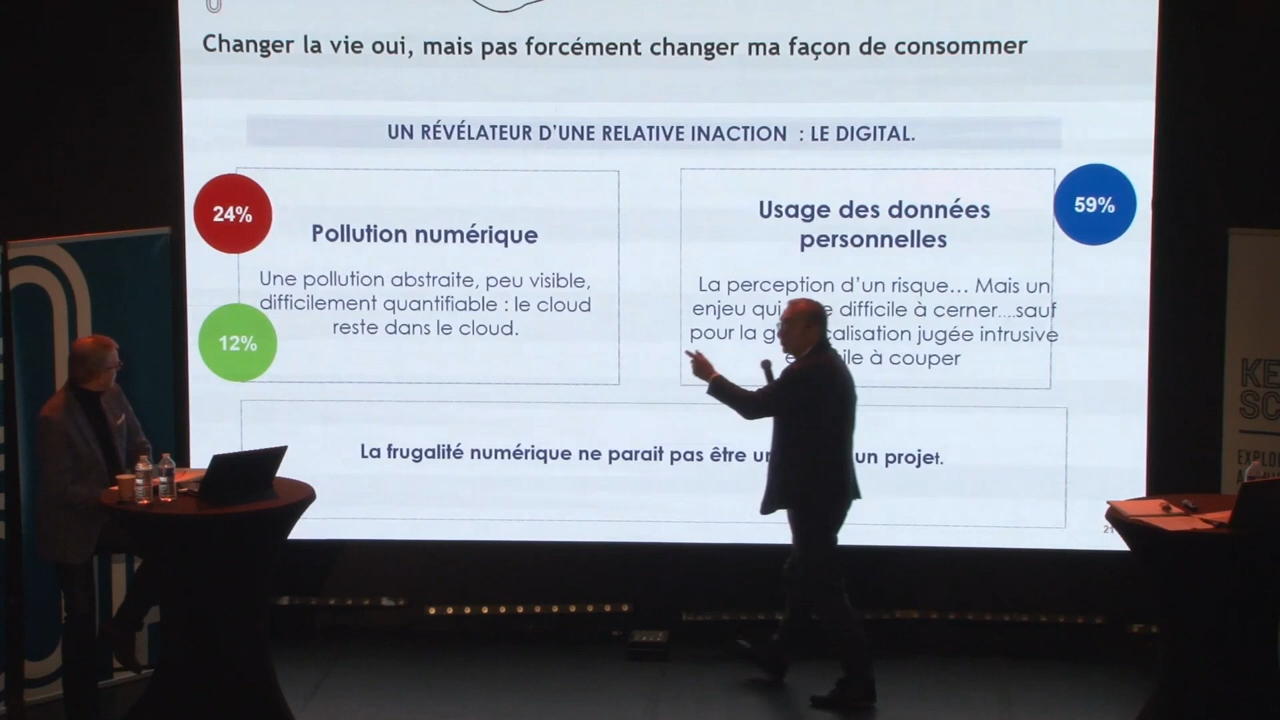 Changer la vie oui, mais pas forcément changer ma façon de consommer
UN RÉVÉLATEUR D'UNE RELATIVE INACTION : LE DIGITAL.
24%
Pollution numérique
Une pollution abstraite, peu visible,
difficilement quantifiable : le cloud
reste dans le cloud.
12%
59%
Usage des données
personnelles
La perception d'un risque... Mais un
enjeu qui difficile à cerner....sauf
pour la jugée intrusive
à couper
La frugalité numérique ne parait pas être un projet.
KE
SC